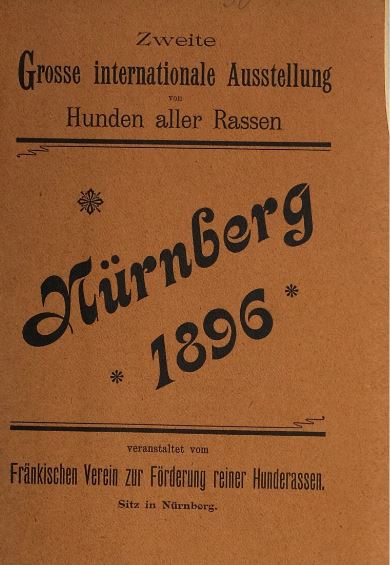 Zweite
Grosse internationale Ausstellung
von
Hunden aller Rassen
Nürnberg
1896
veranstaltet vom
Fränkischen Verein zur Förderung reiner Hunderassen.
Sitz in Nürnberg.